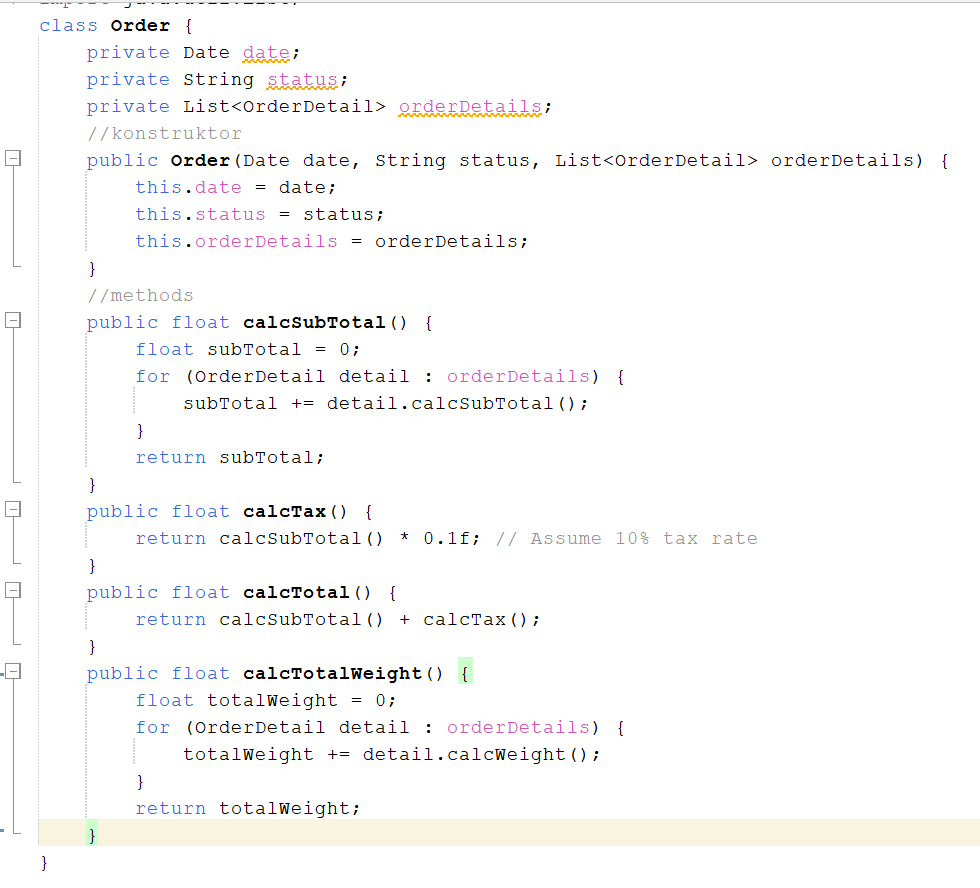 class Order {
    private Date date;
    private String status;
    private List<OrderDetail> orderDetails;
    //konstruktor
    public Order(Date date, String status, List<OrderDetail> orderDetails) {
        this.date = date;
        this.status = status;
        this.orderDetails = orderDetails;
    }
    //methods
    public float calcSubTotal() {
        float subTotal = 0;
        for (OrderDetail detail : orderDetails) {
            subTotal += detail.calcSubTotal();
        }
        return subTotal;
    }
    public float calcTax() {
        return calcSubTotal() * 0.1f; // Assume 10% tax rate
    }
    public float calcTotal() {
        return calcSubTotal() + calcTax();
    }
    public float calcTotalWeight() {
        float totalWeight = 0;
        for (OrderDetail detail : orderDetails) {
            totalWeight += detail.calcWeight();
        }
        return totalWeight;
    }
}